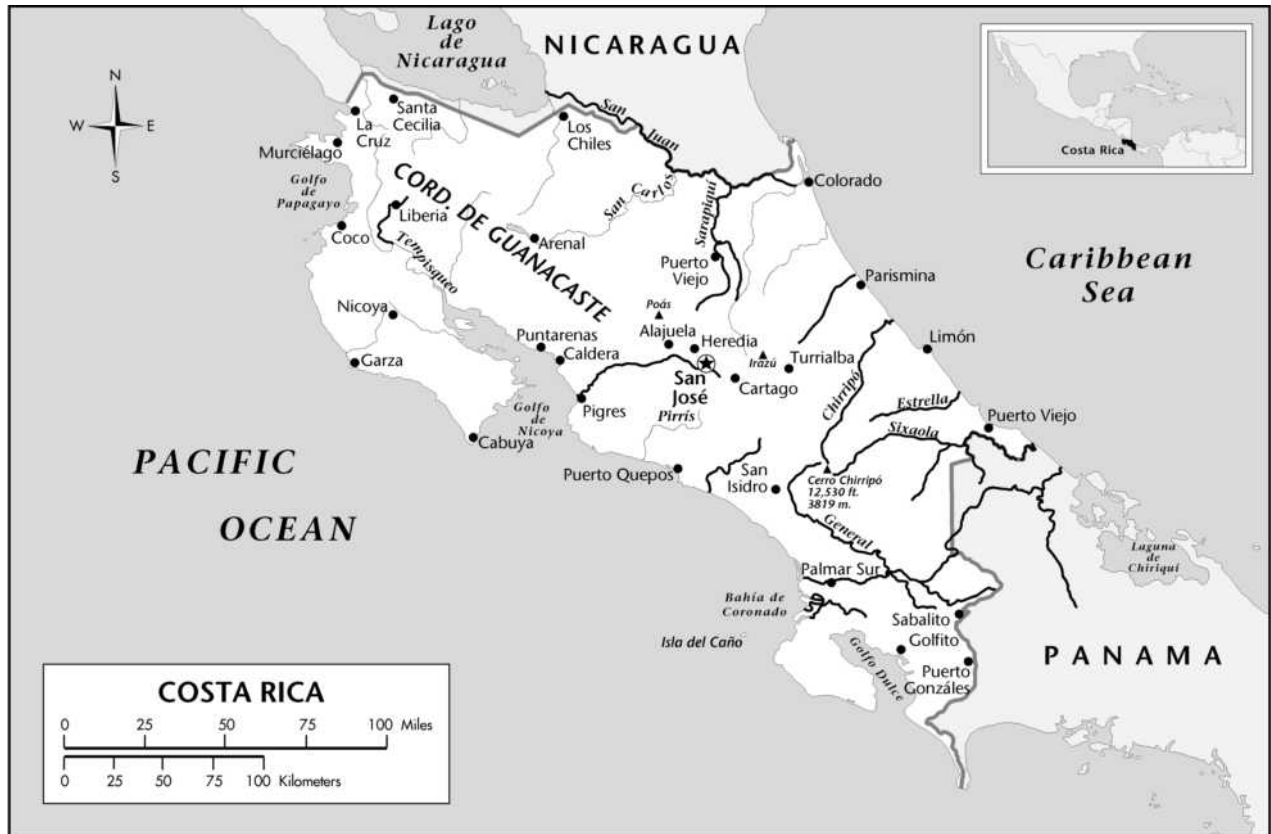 Lago
de
Nicaragua
NICARAGUA
N
W
E
S
Costa Rica
Santa
Cecilia
La
Cruz
Los
Chiles
San
Juan
Murciélago
Golfo
de
Papagayo
CORD. DE GUANACASTE
San Carlos
Colorado
Liberia
Sarapiquí
Coco
Tempisqueo
Arenal
Puerto
Viejo
Caribbean
Sea
Parismina
Nicoya
Poás
Puntarenas
Alajuela
Heredia
Irazú
Turrialba
Limón
Garza
Caldera
San
José
Cartago
Chirripó
Pigres
Pirrís
Estrella
Golfo
de
Nicoya
Puerto Viejo
Sixaola
Cabuya
PACIFIC
OCEAN
Puerto Quepos
San
Isidro
Cerro Chirripó
12,530 ft.
3819 m.
General
Laguna
de
Chiriquí
Palmar Sur
Bahía de
Coronado
Sabalito
Isla del Caño
Golfito
Golfo Dulce
Puerto
Gonzáles
PANAMA
COSTA RICA
0 25 50 75 100 Miles
0 25 50 75 100 Kilometers